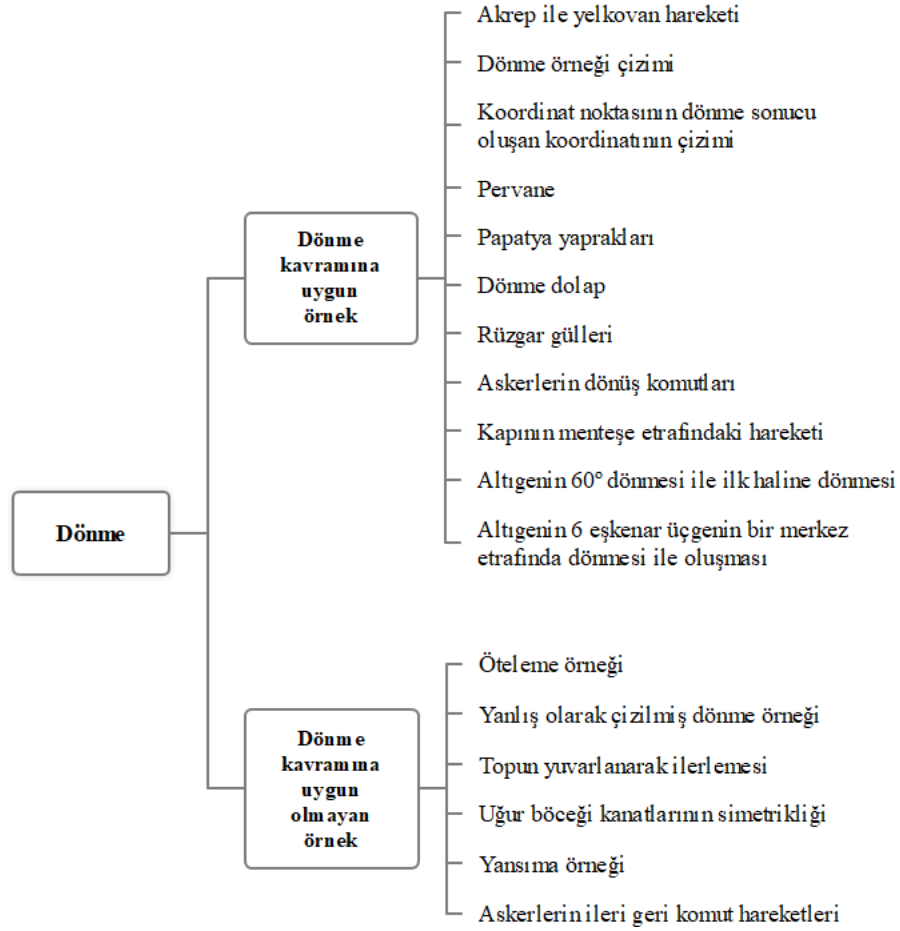 Dönme
Dönme
kavramına
uygun
örnek
Akrep ile yelkovan hareketi
Dönme örneği çizimi
Koordinat noktasının dönme sonucu
oluşan koordinatının çizimi
Pervane
Papatya yaprakları
Dönme dolap
Rüzgar gülleri
Askerlerin dönüş komutları
Kapının menteşe etrafındaki hareketi
Altıgenin 60° dönmesi ile ilk haline dönmesi
Altıgenin 6 eşkenar üçgenin bir merkez
etrafında dönmesi ile oluşması
Dönme
kavramına
uygun
olmayan
örnek
Öteleme örneği
Yanlış olarak çizilmiş dönme örneği
Topun yuvarlanarak ilerlemesi
Uğur böceği kanatlarının simetrikliği
Yansıma örneği
Askerlerin ileri geri komut hareketleri